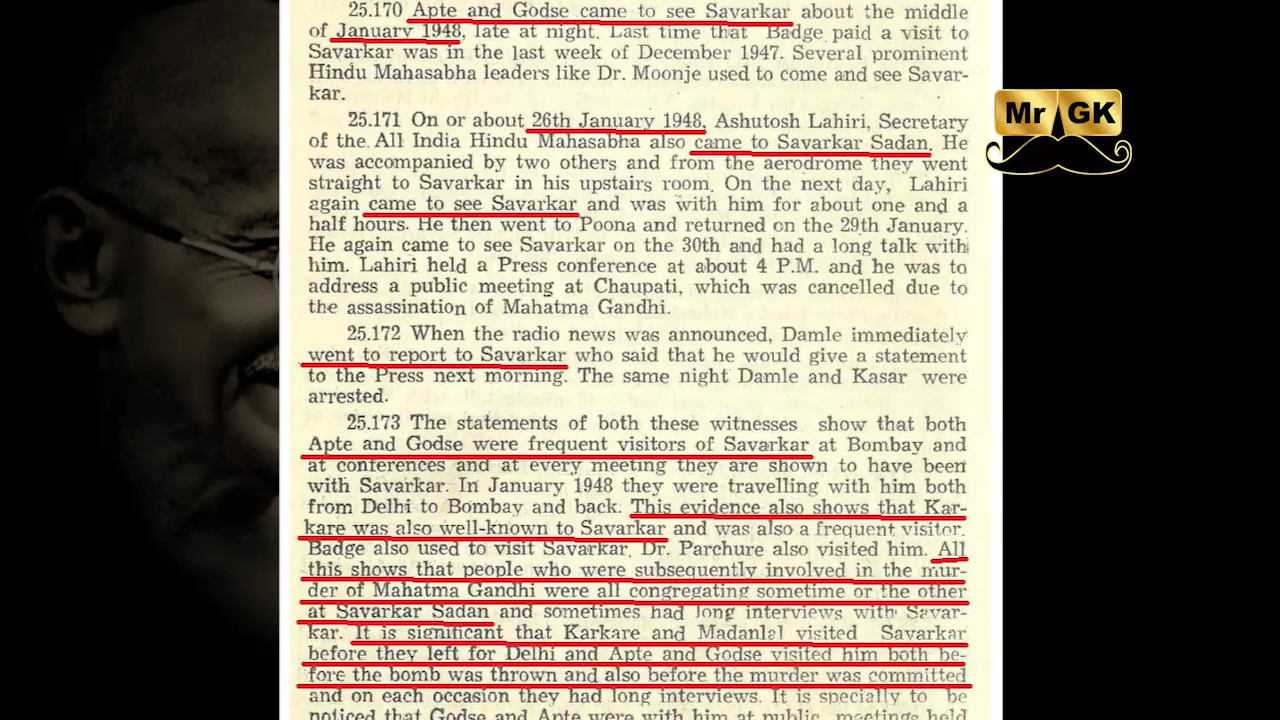 25.170 Apte and Godse came to see Savarkar about the middle
of January 1948, late at night. Last time that Badge paid a visit to
Savarkar was in the last week of December 1947. Several prominent
Hindu Mahasabha leaders like Dr. Moonje used to come and see Savar-
kar.
25.171 On or about 26th January 1948, Ashutosh Lahiri, Secretary
of the All India Hindu Mahasabha also came to Savarkar Sadan. He
was accompanied by two others and from the aerodrome they went
straight to Savarkar in his upstairs room. On the next day, Lahiri
again came to see Savarkar and was with him for about one and a
half hours. He then went to Poona and returned on the 29th January.
He again came to see Savarkar on the 30th and had a long talk with
him. Lahiri held a Press conference at about 4 P.M. and he was to
address a public meeting at Chaupati, which was cancelled due to
the assassination of Mahatma Gandhi.
25.172 When the radio news was announced, Damle immediately
went to report to Savarkar who said that he would give a statement
to the Press next morning. The same night Damle and Kasar were
arrested.
25.173 The statements of both these witnesses show that both
Apte and Godse were frequent visitors of Savarkar at Bombay and
at conferences and at every meeting they are shown to have been
with Savarkar. In January 1948 they were travelling with him both
from Delhi to Bombay and back. This evidence also shows that Kar-
kare was also well-known to Savarkar and was also a frequent visitor.
Badge also used to visit Savarkar. Dr. Parchure also visited him. All
this shows that people who were subsequently involved in the mur-
der of Mahatma Gandhi were all congregating sometime or the other
at Savarkar Sadan and sometimes had long interviews with Savar-
kar. It is significant that Karkare and Madanlal visited Savarkar
before they left for Delhi and Apte and Godse visited him both be-
fore the bomb was thrown and also before the murder was committed
and on each occasion they had long interviews. It is specially to be
noticed that Godse and Apte were with him at public meetings held
Mr GK